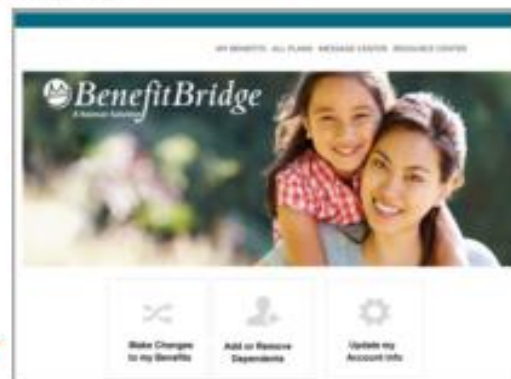 MY BENEFITS ALL PLANS MESSAGE CENTER RESOURCE CENTER
BenefitBridge
Make Changes
to my Benefits
Add or Remove
Dependents
Update my
Account Info